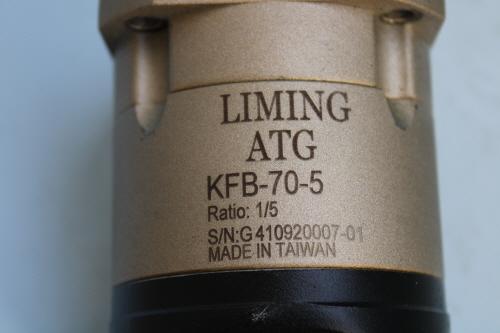 LIMING
ATG
KFB-70-5
Ratio: 1/5
S/N:G410920007-01
MADE IN TAIWAN